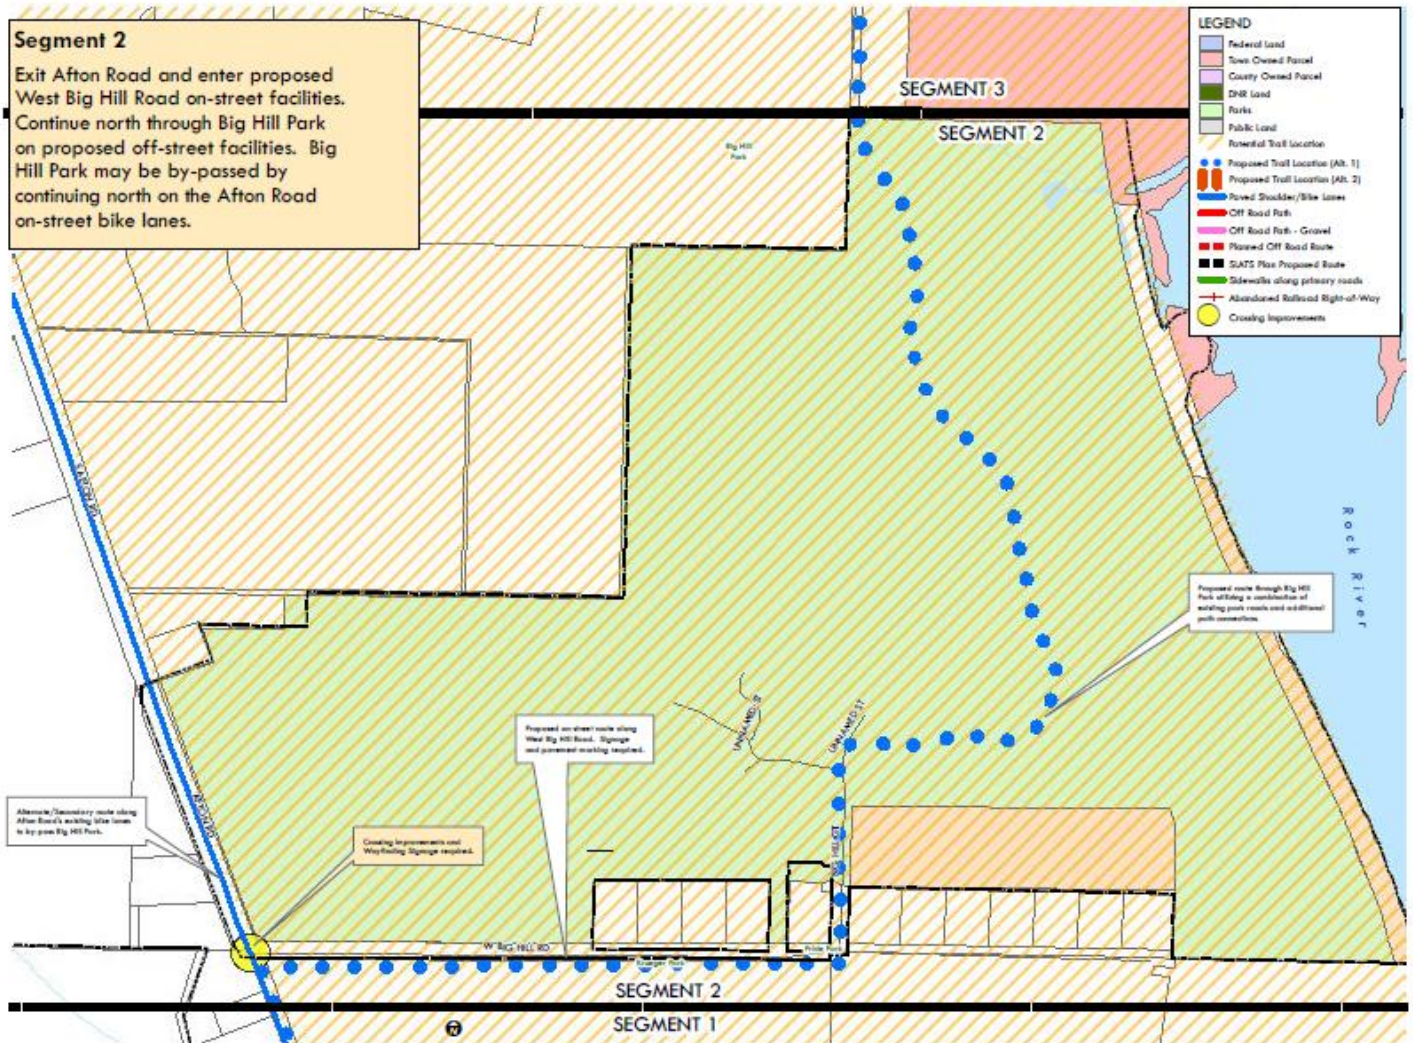 Segment 2
Exit Afton Road and enter proposed
West Big Hill Road on-street facilities.
Continue north through Big Hill Park
on proposed off-street facilities. Big
Hill Park may be by-passed by
continuing north on the Afton Road
on-street bike lanes.
LEGEND
Federal Land
Town Owned Parcel
County Owned Parcel
DNR Land
Parks
Public Land
Potential Trail Location
Proposed Trail Location (Alt. 1)
Proposed Trail Location (Alt. 2)
Paved Shoulder/Bike Lanes
Off Road Path
Off Road Path - Gravel
Planned Off Road Route
SLATS Plan Proposed Route
Sidewalks along primary roads
Abandoned Railroad Right-of-Way
Crossing Improvements
SEGMENT 3
SEGMENT 2
Big Hill
Park
Rock River
Proposed route through Big Hill
Park utilizing a combination of
existing park roads and additional
path connections.
UNNAMED ST
UNNAMED ST
Proposed on-street route along
West Big Hill Road. Signage
and pavement marking required.
Alternate/Secondary route along
Afton Road's existing bike lanes
to by-pass Big Hill Park.
Crossing Improvements and
Wayfinding Signage required.
W BIG HILL RD
Krueger Park
Pride Park
SEGMENT 2
SEGMENT 1